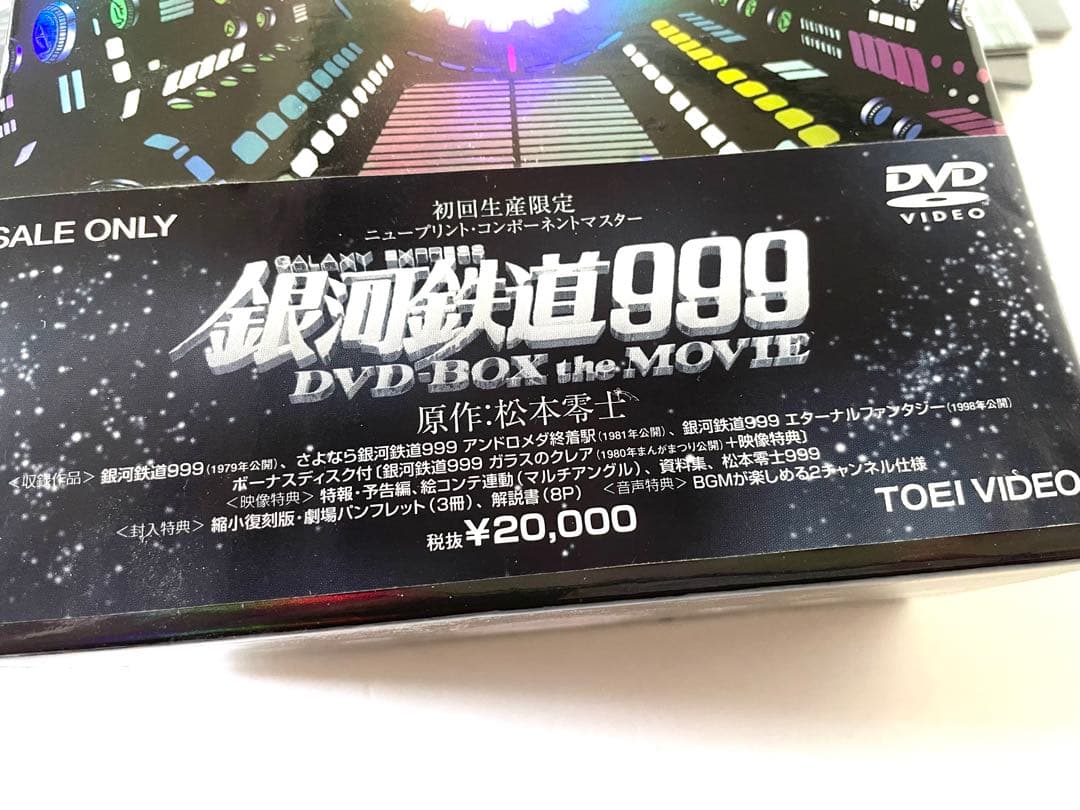 SALE ONLY
DVD
VIDEO
初回生産限定
ニュープリント・コンポーネントマスター
GALAXY EXPRESS
銀河鉄道999
DVD-BOX the MOVIE
原作:松本零士
<収録作品> 銀河鉄道999(1979年公開)、さよなら銀河鉄道999 アンドロメダ終着駅(1981年公開)、銀河鉄道999 エターナルファンタジー(1998年公開)
ボーナスディスク付〔銀河鉄道999 ガラスのクレア(1980年まんがまつり公開)+映像特典〕
<映像特典> 特報・予告編、絵コンテ連動(マルチアングル)、資料集、松本零士999
<音声特典> BGMが楽しめる2チャンネル仕様
<封入特典> 縮小復刻版・劇場パンフレット(3冊)、解説書(8P)
税抜¥20,000
TOEI VIDEO